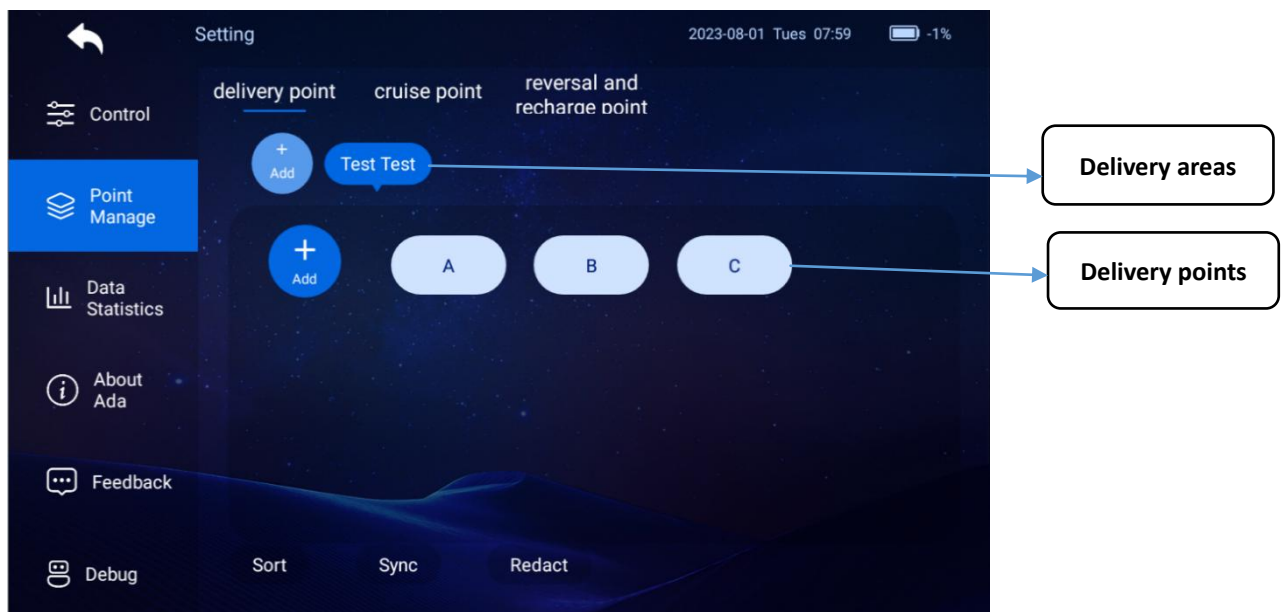 Setting
2023-08-01 Tues 07:59
-1%
delivery point
cruise point
reversal and
recharge point
Control
+
Add
Test Test
Delivery areas
Point
Manage
+
Add
A
B
C
Delivery points
Data
Statistics
i
About
Ada
Feedback
Debug
Sort
Sync
Redact